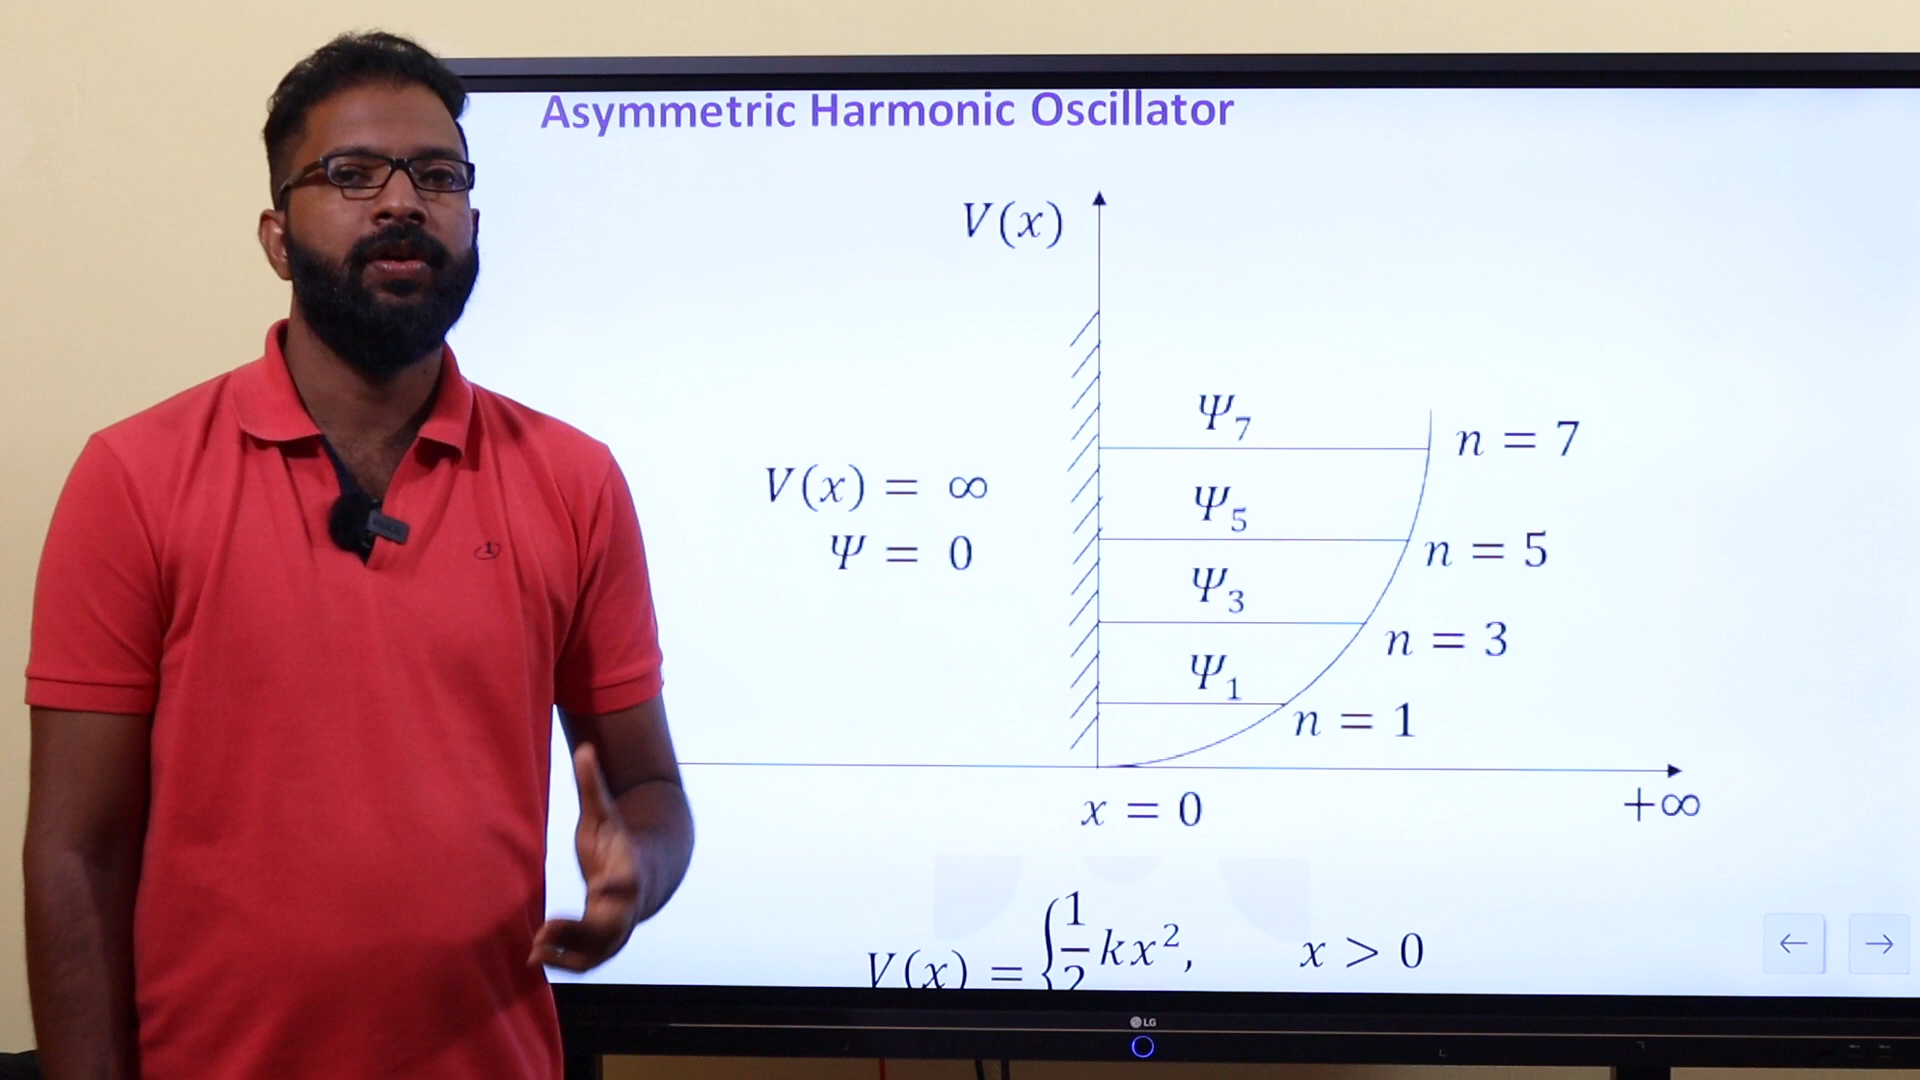 Asymmetric Harmonic Oscillator
V(x)
Ψ₇
n = 7
V(x) = ∞
Ψ₅
Ψ = 0
n = 5
Ψ₃
n = 3
Ψ₁
n = 1
x = 0
+∞
V(x) = { 1/2 kx², x > 0
← →
LG